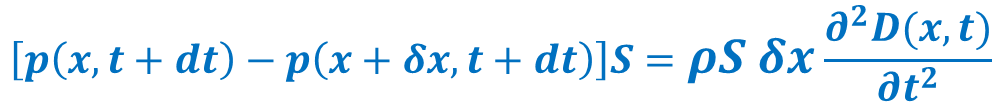 [p(x, t + dt) − p(x + δx, t + dt)]S = ρS δx ∂²D(x, t)/∂t²